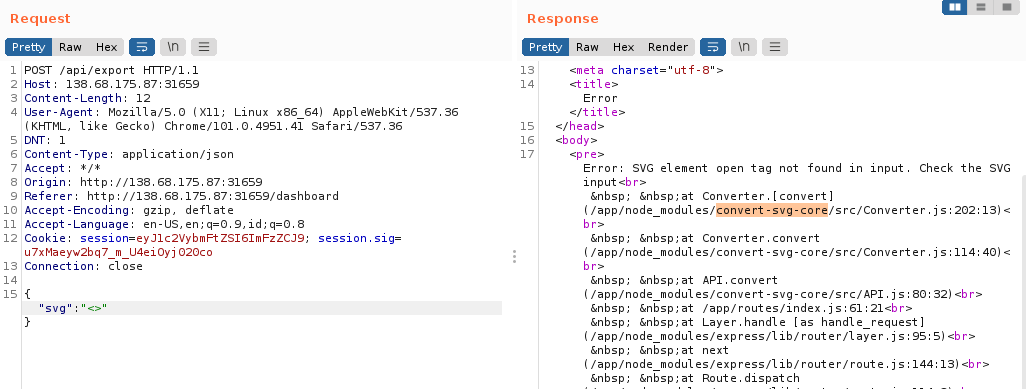 Request
Pretty Raw Hex \n
1 POST /api/export HTTP/1.1
2 Host: 138.68.175.87:31659
3 Content-Length: 12
4 User-Agent: Mozilla/5.0 (X11; Linux x86_64) AppleWebKit/537.36
(KHTML, like Gecko) Chrome/101.0.4951.41 Safari/537.36
5 DNT: 1
6 Content-Type: application/json
7 Accept: */*
8 Origin: http://138.68.175.87:31659
9 Referer: http://138.68.175.87:31659/dashboard
10 Accept-Encoding: gzip, deflate
11 Accept-Language: en-US,en;q=0.9,id;q=0.8
12 Cookie: session=eyJ1c2VybmFtZSI6ImFzZCJ9; session.sig=
u7xMaeyw2bq7_m_U4eiOyj020co
13 Connection: close
14
15 {
"svg":"<>"
}
Response
Pretty Raw Hex Render \n
13 <meta charset="utf-8">
14 <title>
Error
</title>
15 </head>
16 <body>
17 <pre>
Error: SVG element open tag not found in input. Check the SVG
input<br>
&nbsp; &nbsp;at Converter.[convert]
(/app/node_modules/convert-svg-core/src/Converter.js:202:13)<
br>
&nbsp; &nbsp;at Converter.convert
(/app/node_modules/convert-svg-core/src/Converter.js:114:40)<
br>
&nbsp; &nbsp;at API.convert
(/app/node_modules/convert-svg-core/src/API.js:80:32)<br>
&nbsp; &nbsp;at /app/routes/index.js:61:21<br>
&nbsp; &nbsp;at Layer.handle [as handle_request]
(/app/node_modules/express/lib/router/layer.js:95:5)<br>
&nbsp; &nbsp;at next
(/app/node_modules/express/lib/router/route.js:144:13)<br>
&nbsp; &nbsp;at Route.dispatch